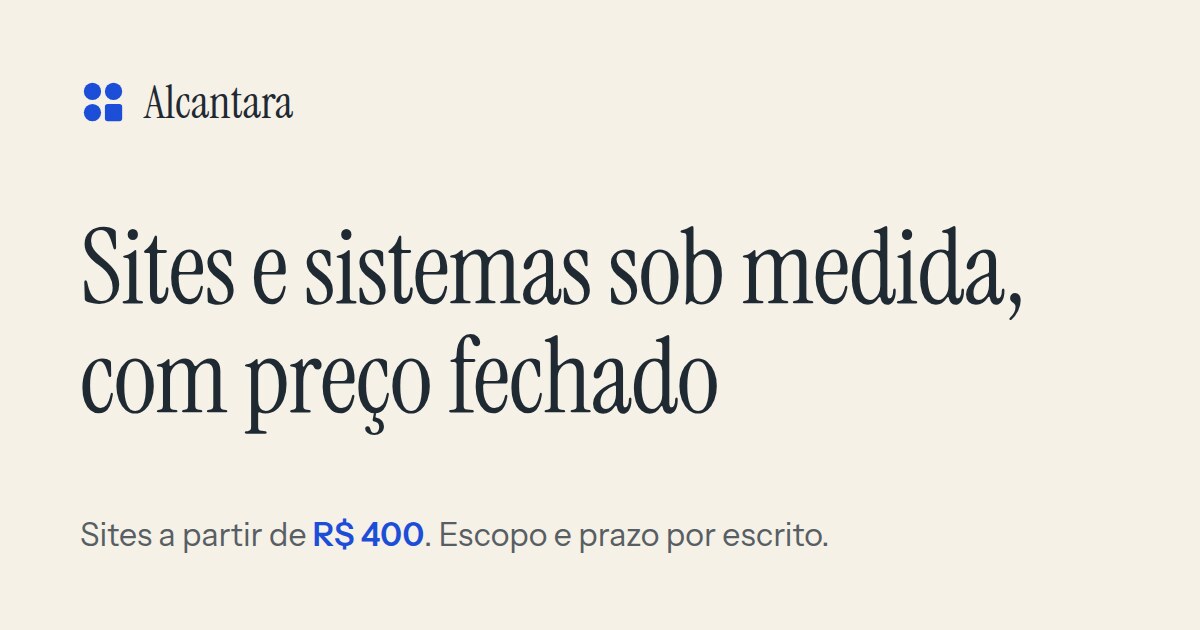 Alcantara
Sites e sistemas sob medida,
com preço fechado
Sites a partir de R$ 400. Escopo e prazo por escrito.